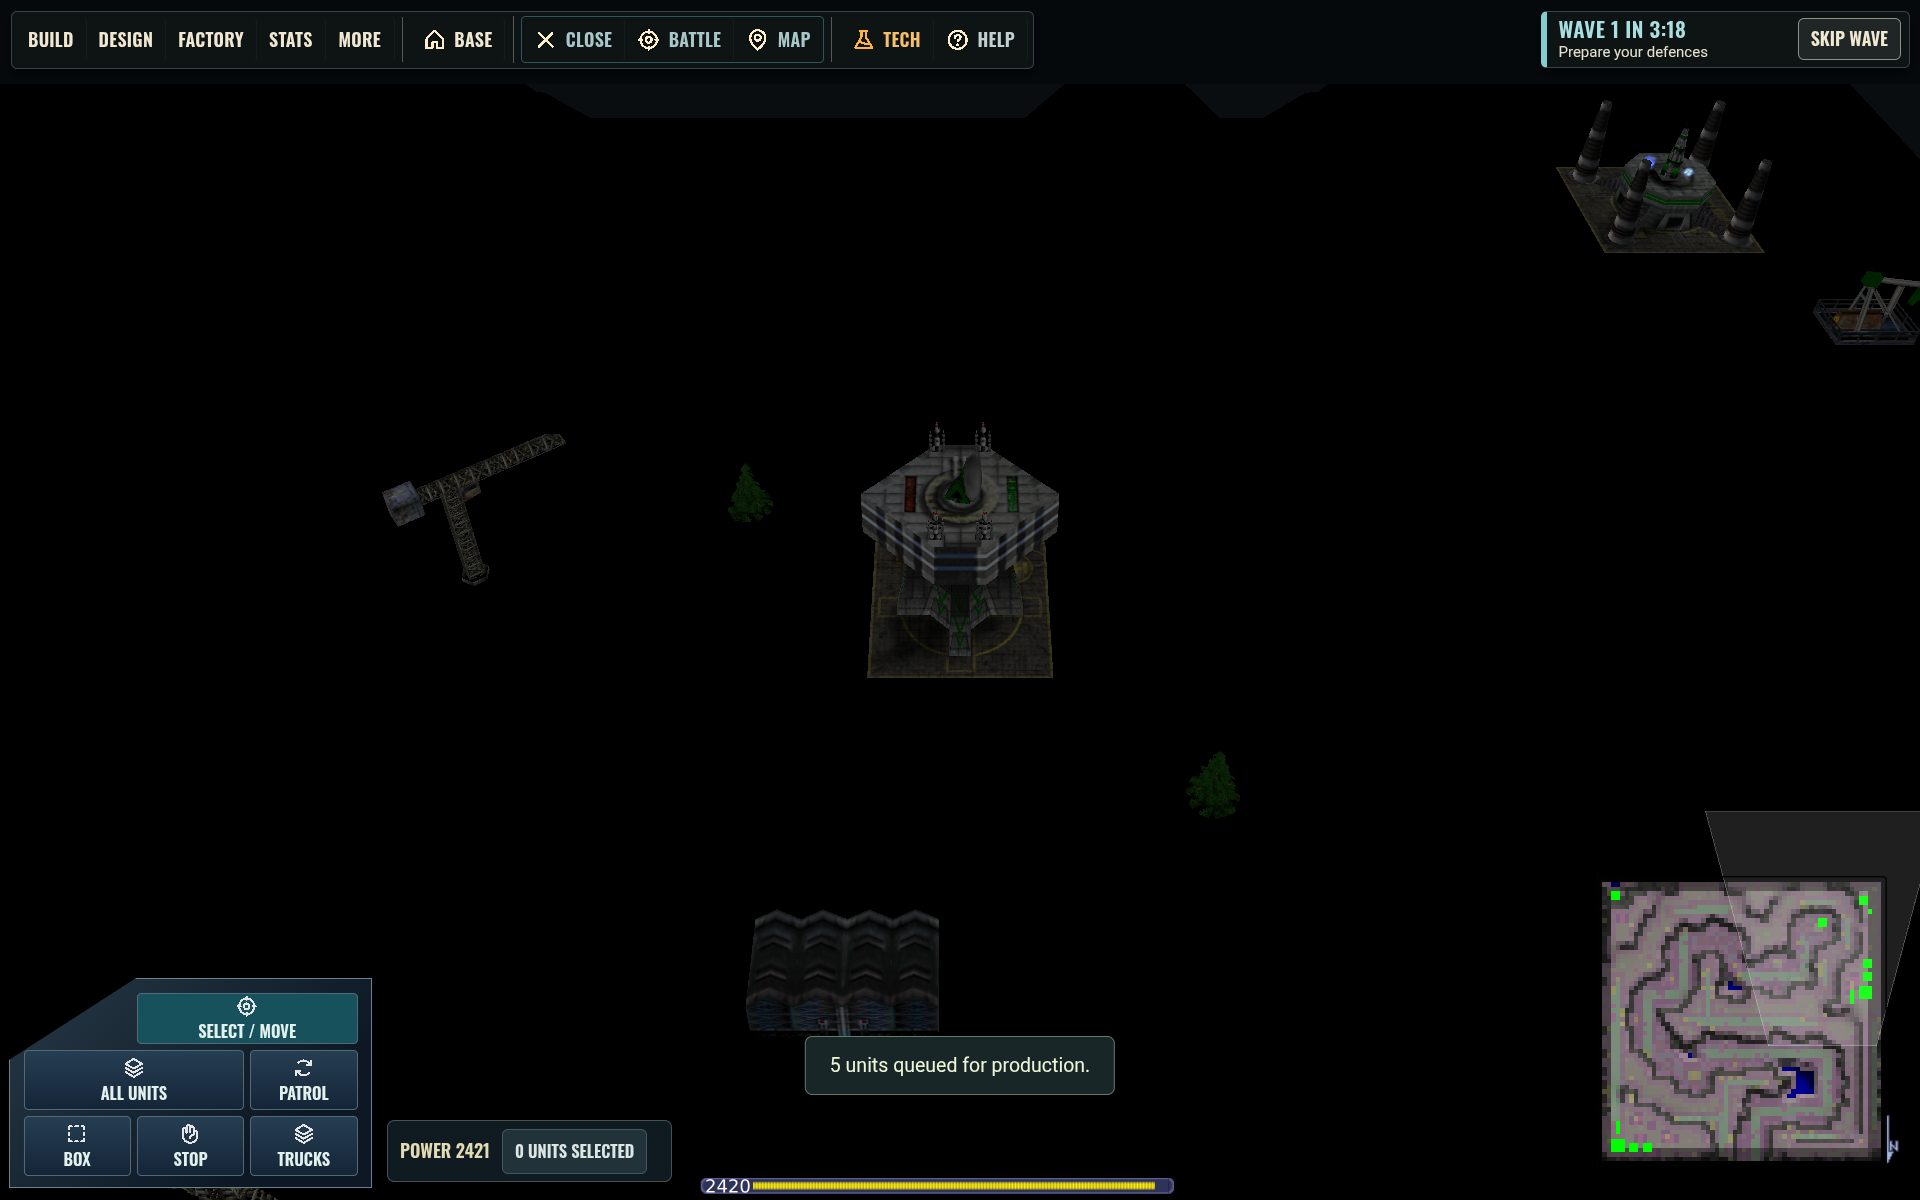 BUILD DESIGN FACTORY STATS MORE BASE CLOSE BATTLE MAP TECH HELP
WAVE 1 IN 3:18
Prepare your defences
SKIP WAVE
5 units queued for production.
SELECT / MOVE
ALL UNITS PATROL
BOX STOP TRUCKS
POWER 2421 0 UNITS SELECTED
2420
N